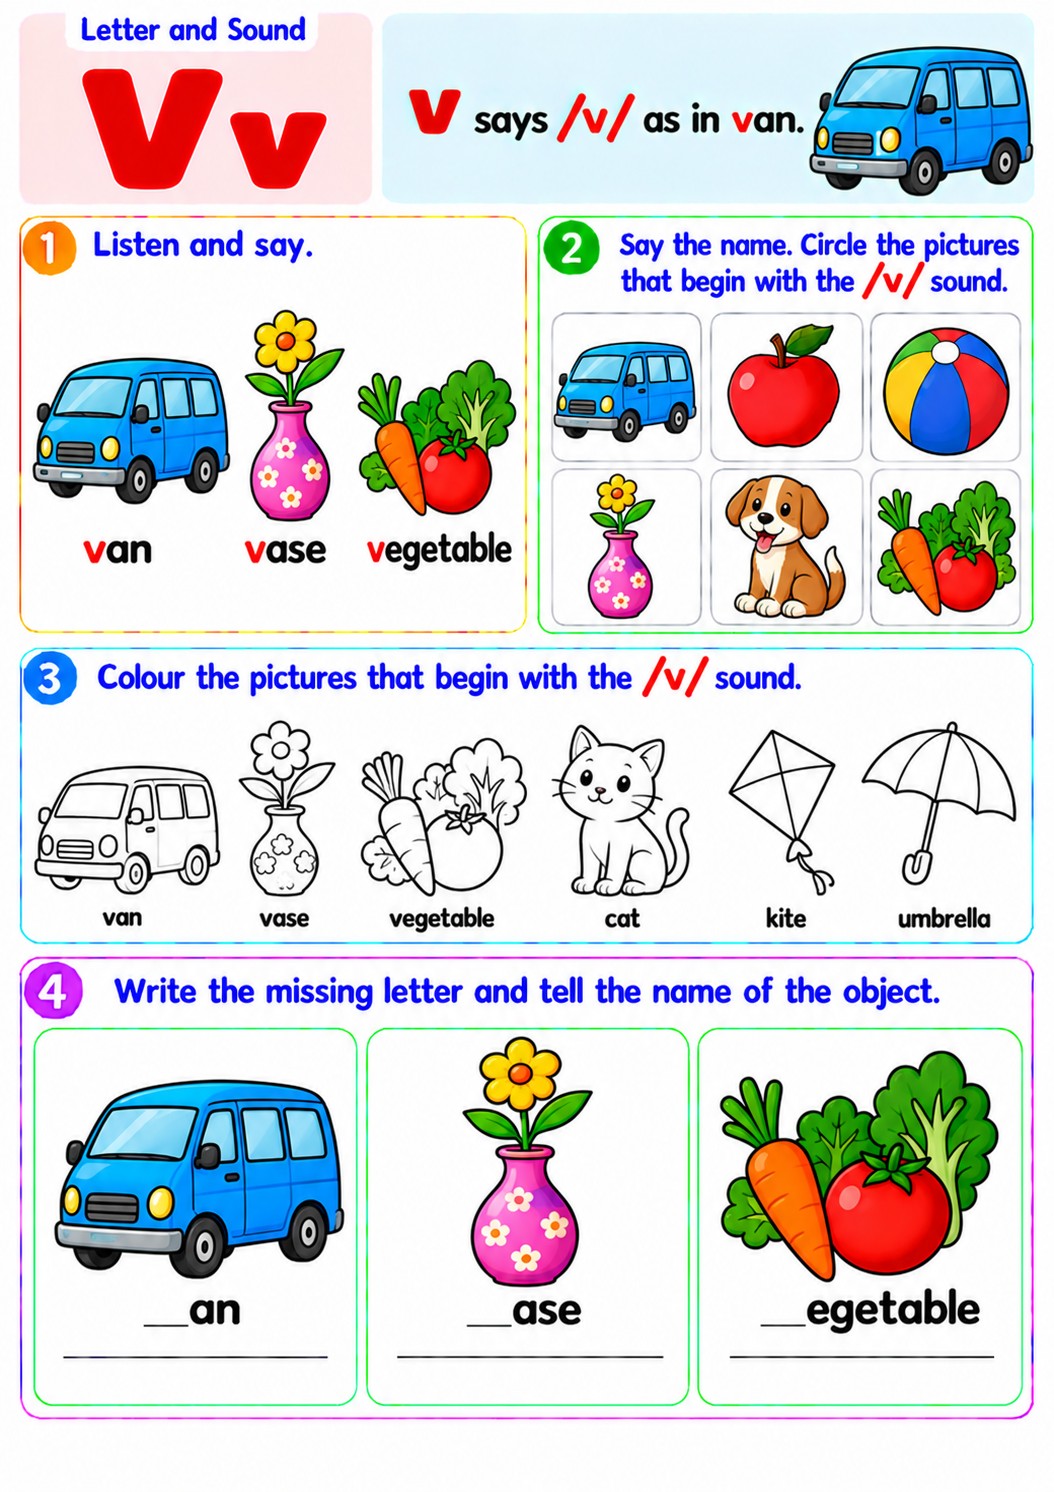 Letter and Sound
Vv
v says /v/ as in van.
1 Listen and say.
van vase vegetable
2 Say the name. Circle the pictures
that begin with the /v/ sound.
3 Colour the pictures that begin with the /v/ sound.
van vase vegetable cat kite umbrella
4 Write the missing letter and tell the name of the object.
__an __ase __egetable